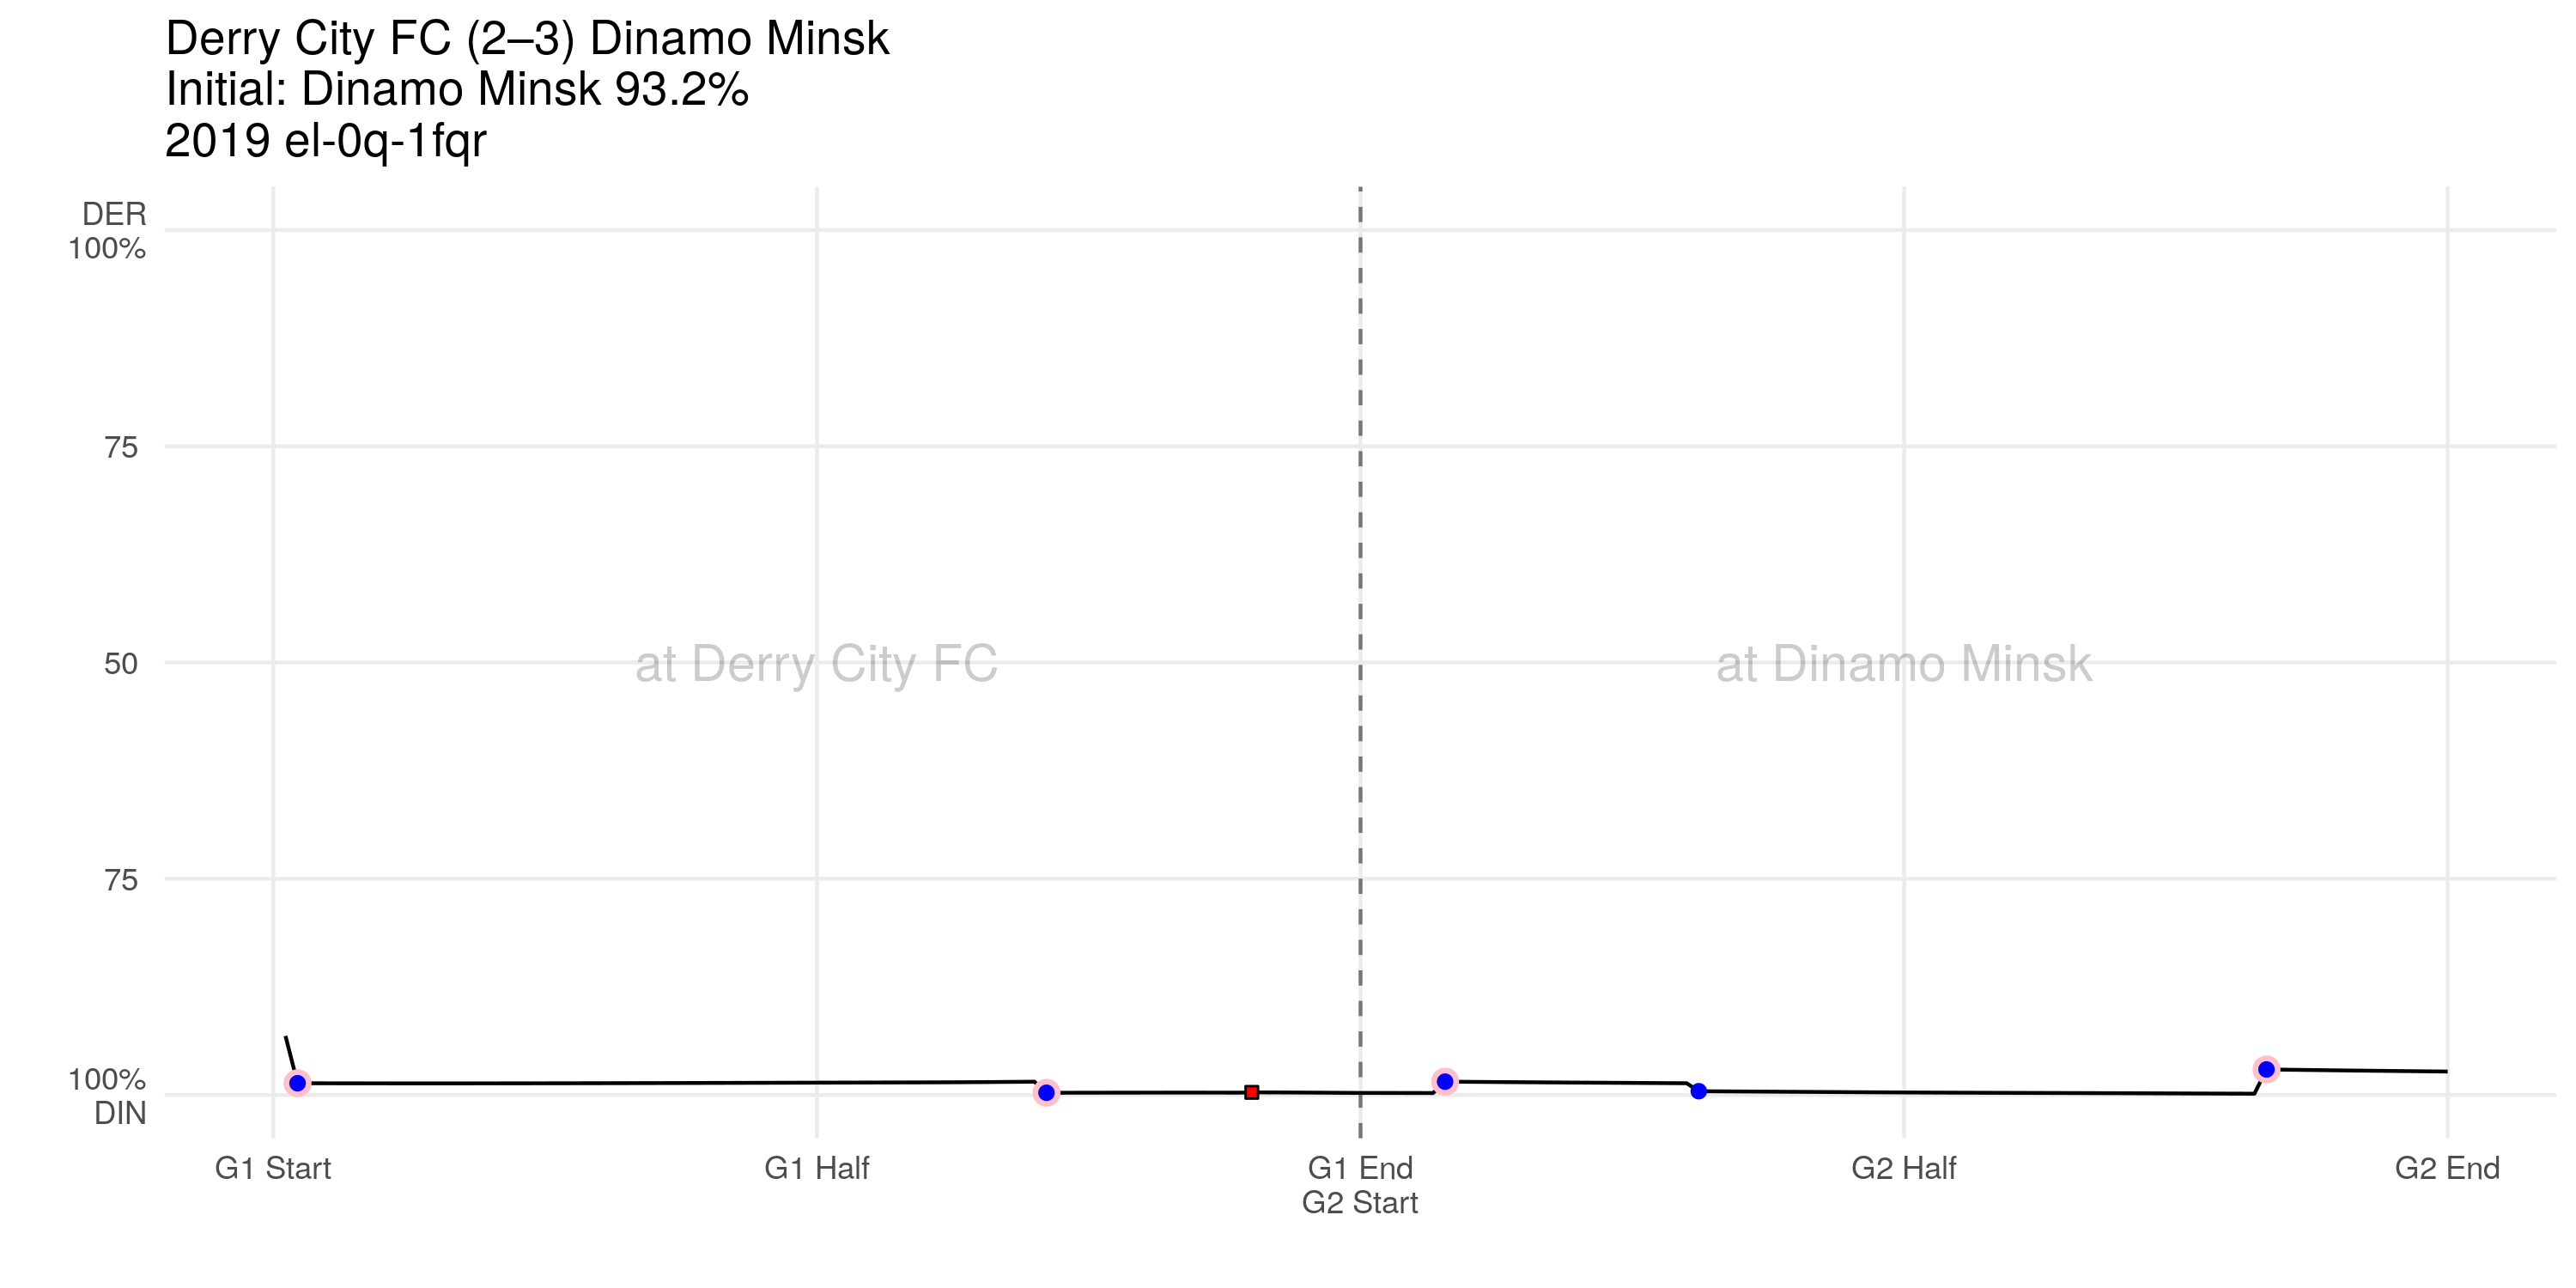 Derry City FC (2–3) Dinamo Minsk
Initial: Dinamo Minsk 93.2%
2019 el-0q-1fqr
DER
100%
75
50
75
100%
DIN
at Derry City FC
at Dinamo Minsk
G1 Start
G1 Half
G1 End
G2 Start
G2 Half
G2 End